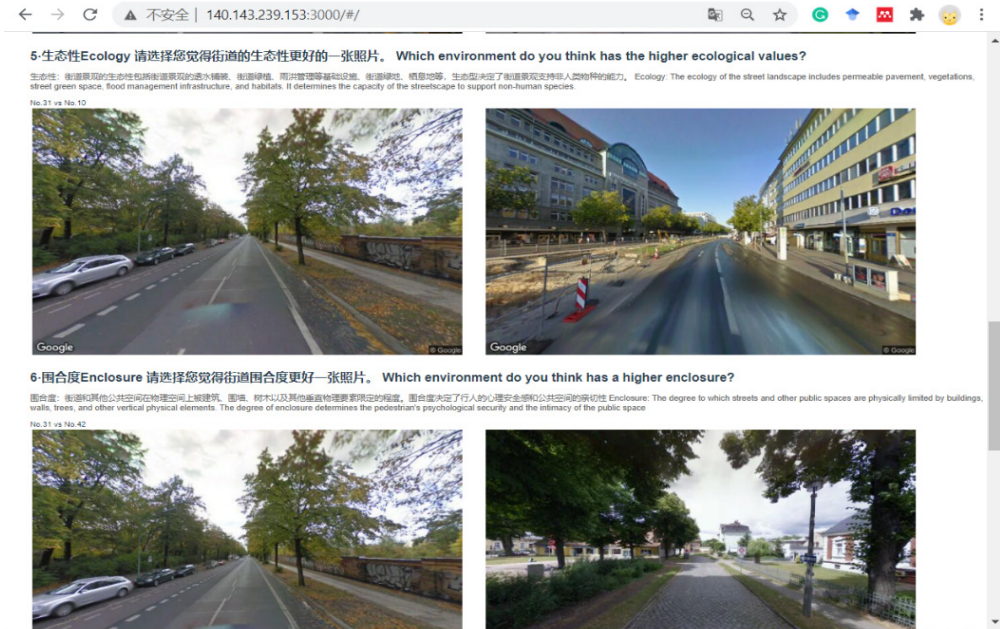 不安全 | 140.143.239.153:3000/#/
5·生态性Ecology 请选择您觉得街道的生态性更好的一张照片。 Which environment do you think has the higher ecological values?
生态性：街道景观的生态性包括街道景观的透水铺装、街道绿植、雨洪管理等基础设施、街道绿地、栖息地等，生态型决定了街道景观支持非人类物种的能力。 Ecology: The ecology of the street landscape includes permeable pavement, vegetations,
street green space, flood management infrastructure, and habitats. It determines the capacity of the streetscape to support non-human species.
No.31 vs No.10
Google
© Google
Google
© Google
6·围合度Enclosure 请选择您觉得街道围合度更好一张照片。 Which environment do you think has a higher enclosure?
围合度：街道和其他公共空间在物理空间上被建筑、围墙、树木以及其他垂直物理要素限定的程度。围合度决定了行人的心理安全感和公共空间的亲切性 Enclosure: The degree to which streets and other public spaces are physically limited by buildings,
walls, trees, and other vertical physical elements. The degree of enclosure determines the pedestrian's psychological security and the intimacy of the public space
No.31 vs No.42